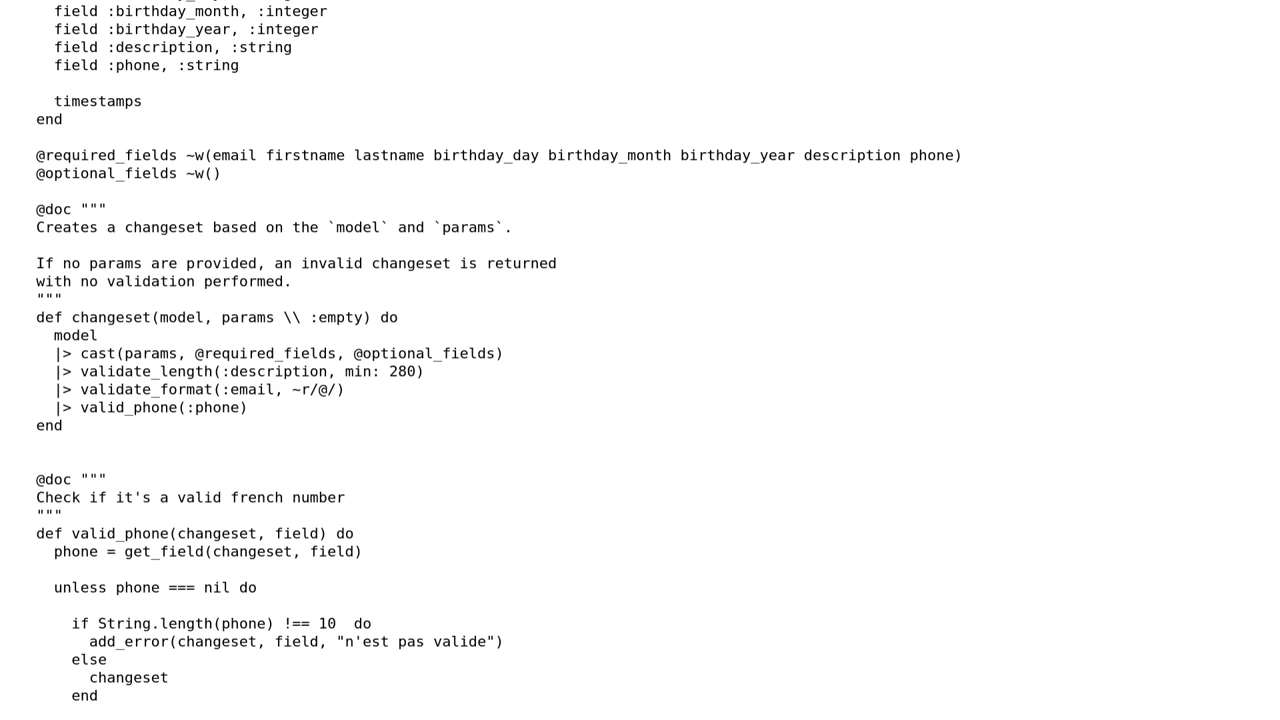 field :birthday_month, :integer
field :birthday_year, :integer
field :description, :string
field :phone, :string
timestamps
end
@required_fields ~w(email firstname lastname birthday_day birthday_month birthday_year description phone)
@optional_fields ~w()
@doc """
Creates a changeset based on the `model` and `params`.
If no params are provided, an invalid changeset is returned
with no validation performed.
"""
def changeset(model, params \\ :empty) do
model
|> cast(params, @required_fields, @optional_fields)
|> validate_length(:description, min: 280)
|> validate_format(:email, ~r/@/)
|> valid_phone(:phone)
end
@doc """
Check if it's a valid french number
"""
def valid_phone(changeset, field) do
phone = get_field(changeset, field)
unless phone === nil do
if String.length(phone) !== 10  do
add_error(changeset, field, "n'est pas valide")
else
changeset
end